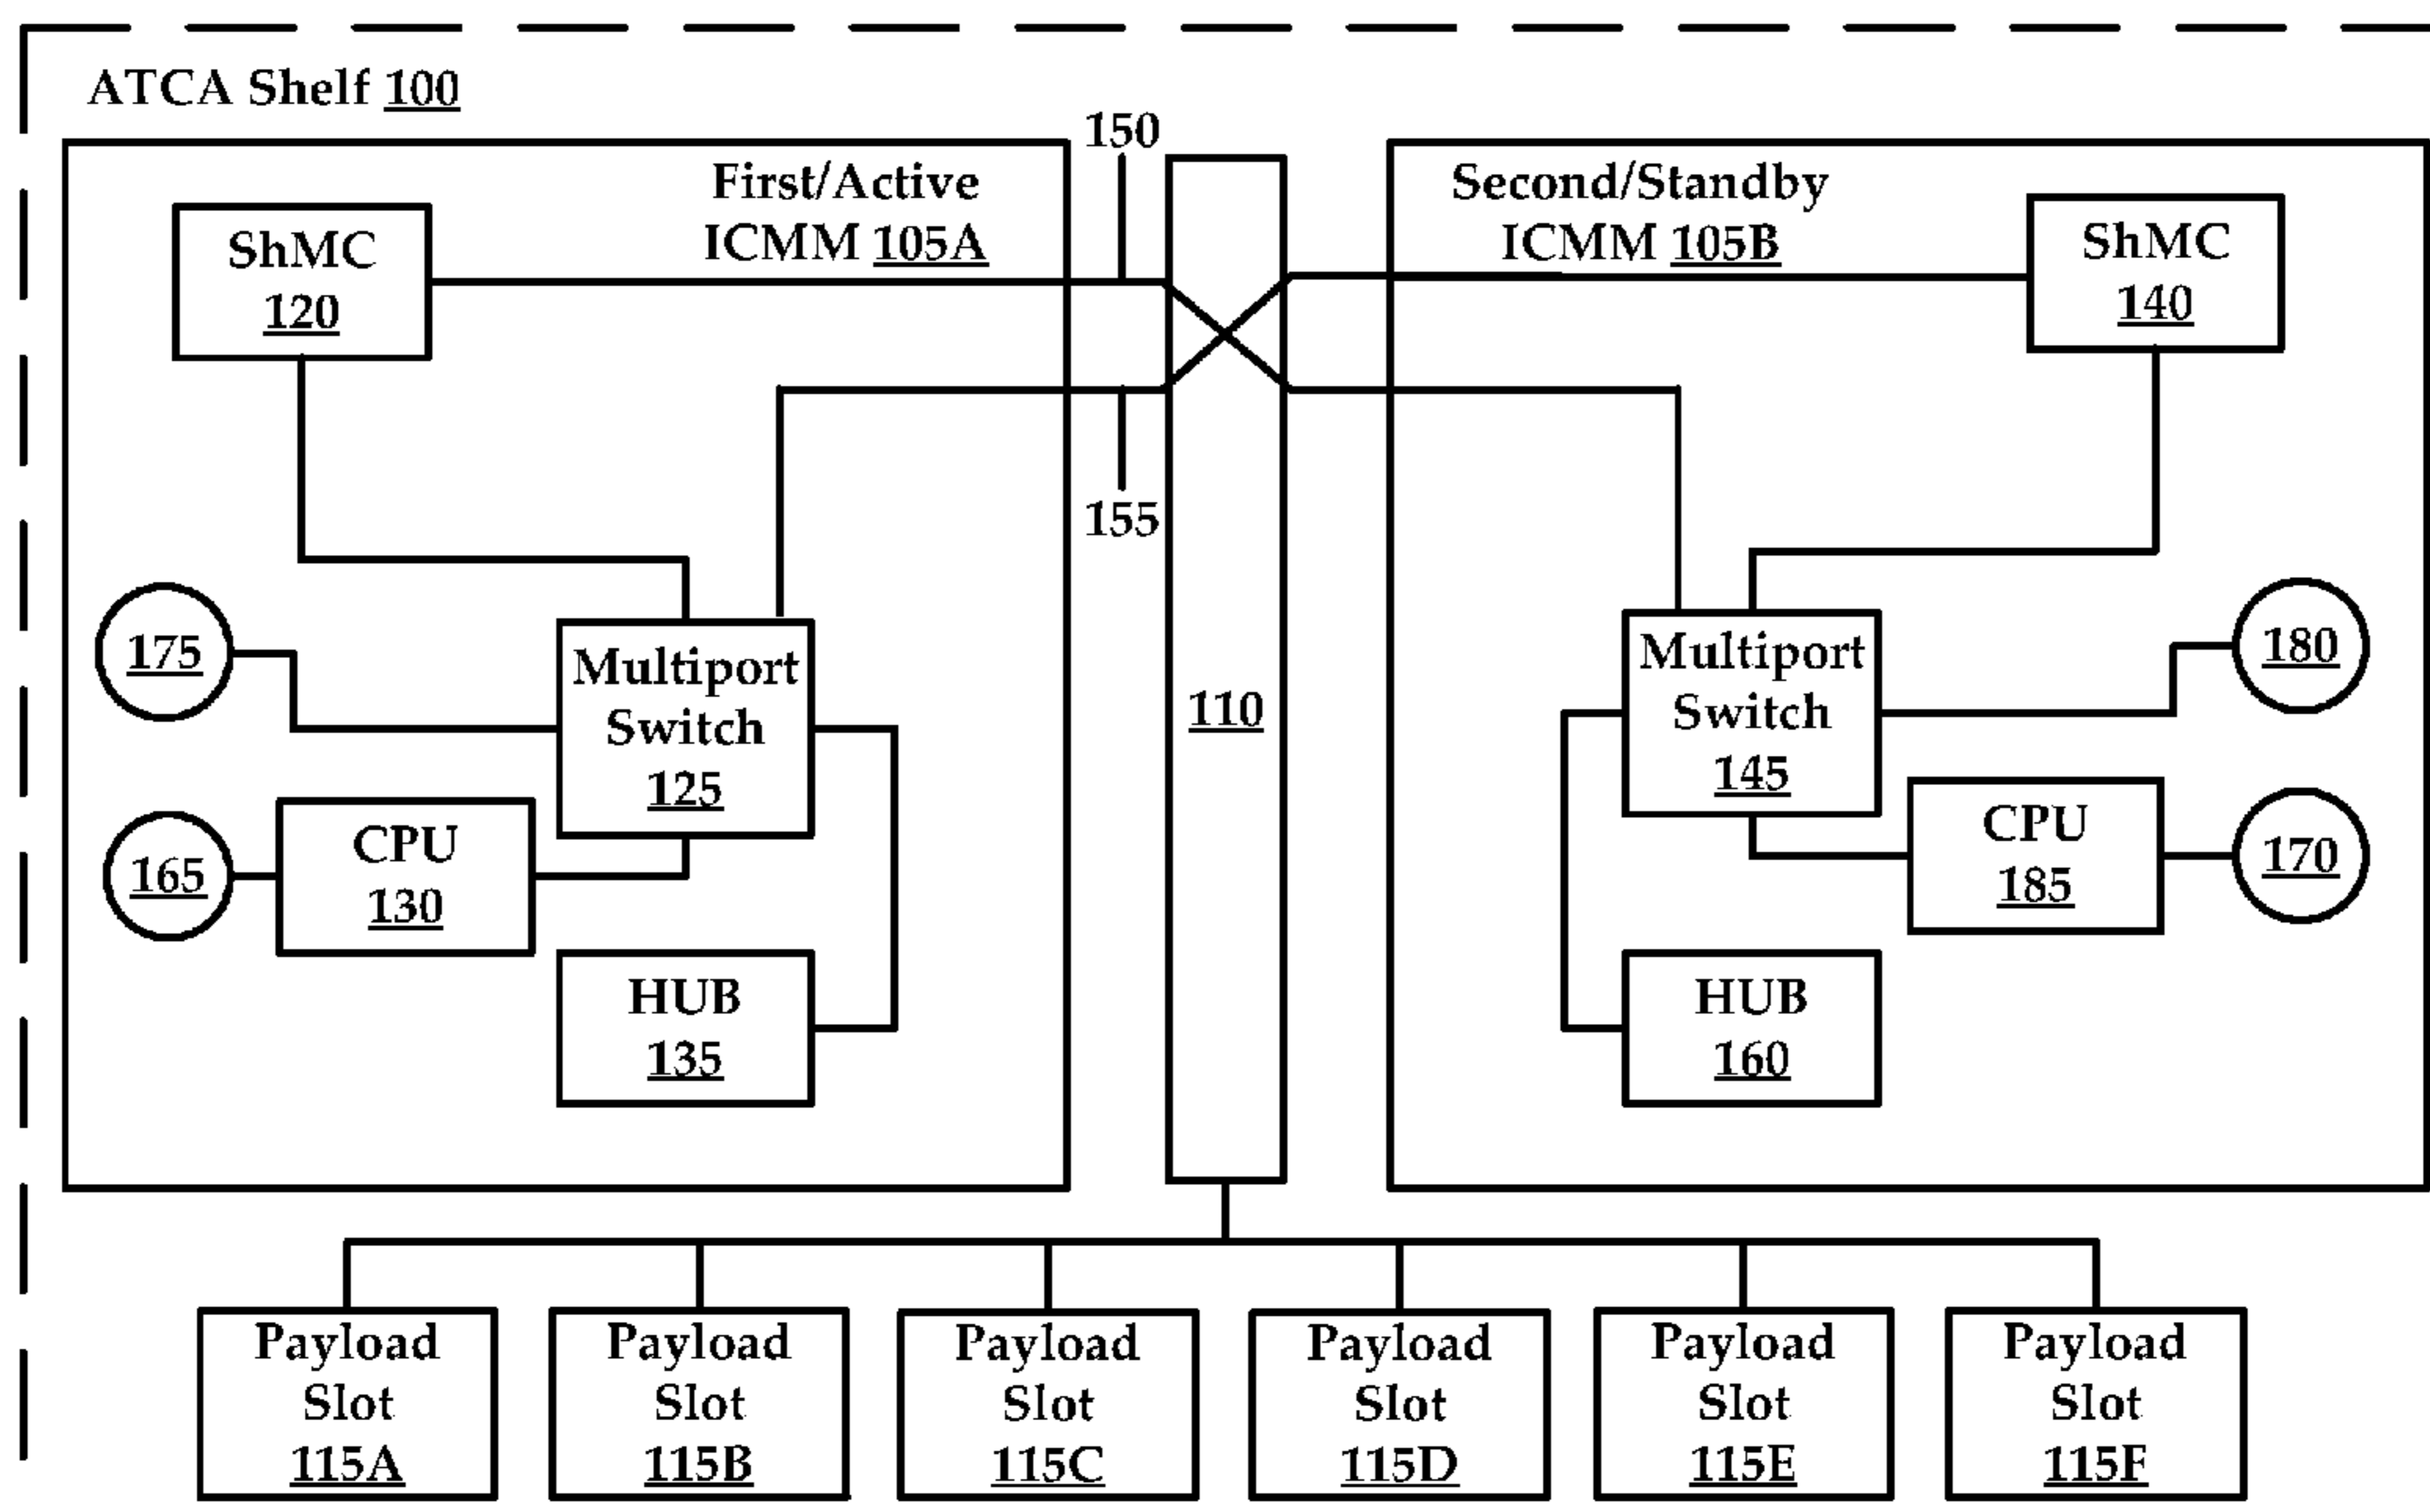 ATCA Shelf 100
150
First/Active
ICMM 105A
Second/Standby
ICMM 105B
ShMC
120
ShMC
140
155
175
Multiport
Switch
125
110
Multiport
Switch
145
180
165
CPU
130
CPU
185
170
HUB
135
HUB
160
Payload
Slot
115A
Payload
Slot
115B
Payload
Slot
115C
Payload
Slot
115D
Payload
Slot
115E
Payload
Slot
115F